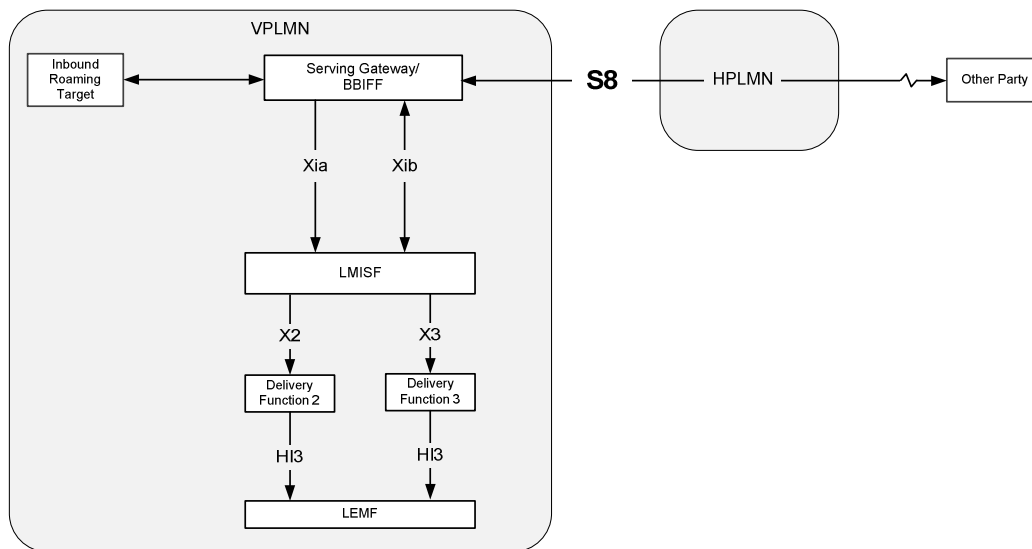 VPLMN
Inbound
Roaming
Target
Serving Gateway/
BBIFF
S8
HPLMN
Other Party
Xia
Xib
LMISF
X2
X3
Delivery
Function 2
Delivery
Function 3
HI3
HI3
LEMF